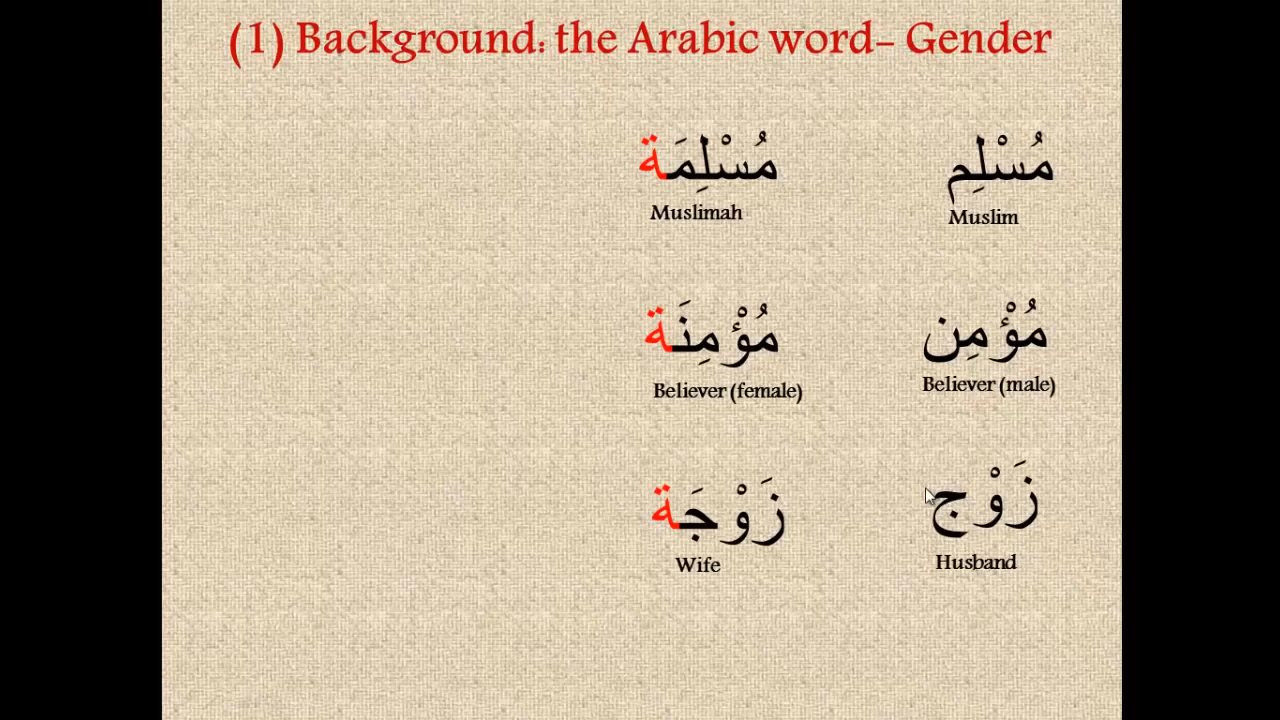 (1) Background: the Arabic word- Gender
مُسْلِم مُسْلِمَة
Muslimah Muslim
مُؤْمِن مُؤْمِنَة
Believer (female) Believer (male)
زَوْج زَوْجَة
Wife Husband